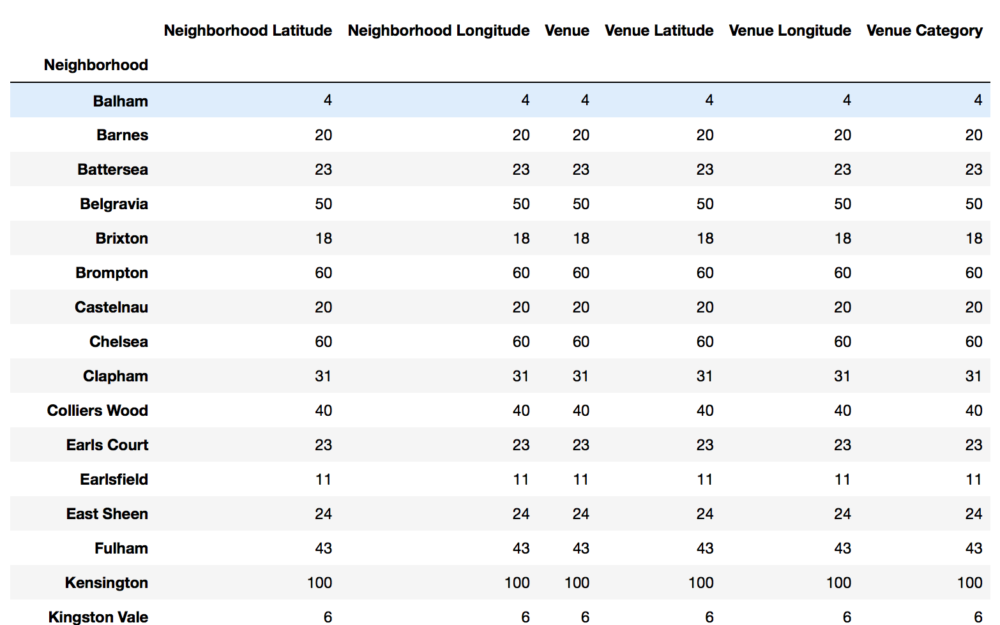 Neighborhood Latitude Neighborhood Longitude Venue Venue Latitude Venue Longitude Venue Category
Neighborhood
Balham 4 4 4 4 4 4
Barnes 20 20 20 20 20 20
Battersea 23 23 23 23 23 23
Belgravia 50 50 50 50 50 50
Brixton 18 18 18 18 18 18
Brompton 60 60 60 60 60 60
Castelnau 20 20 20 20 20 20
Chelsea 60 60 60 60 60 60
Clapham 31 31 31 31 31 31
Colliers Wood 40 40 40 40 40 40
Earls Court 23 23 23 23 23 23
Earlsfield 11 11 11 11 11 11
East Sheen 24 24 24 24 24 24
Fulham 43 43 43 43 43 43
Kensington 100 100 100 100 100 100
Kingston Vale 6 6 6 6 6 6